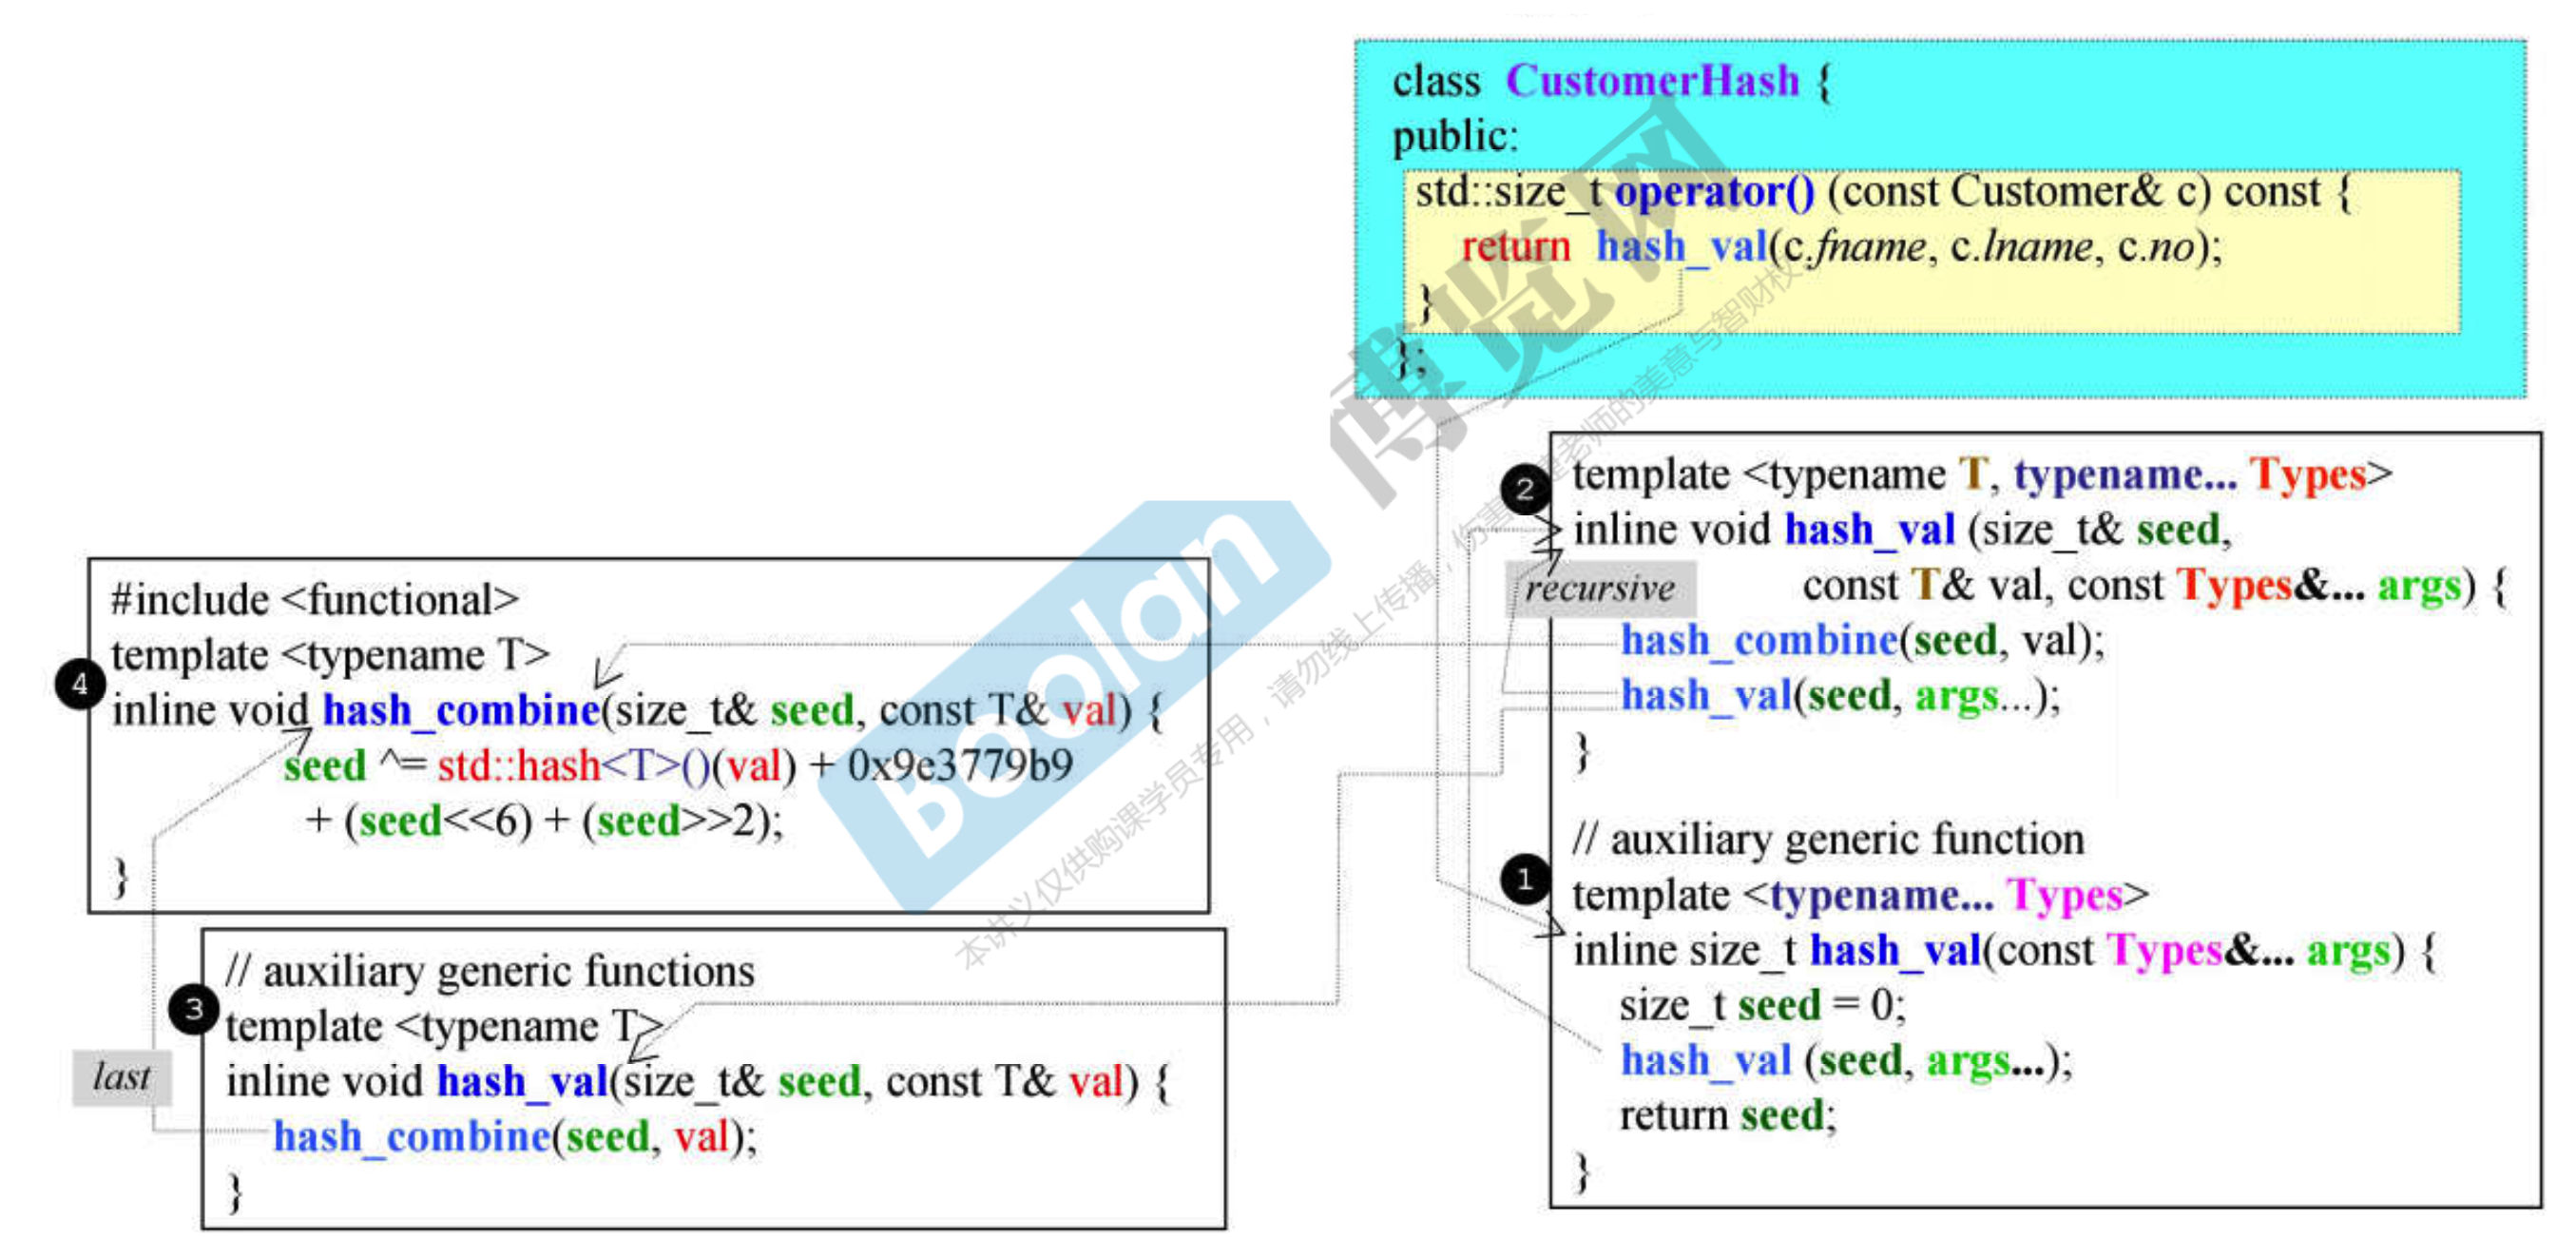 class CustomerHash {
public:
std::size_t operator() (const Customer& c) const {
return hash_val(c.fname, c.lname, c.no);
}
};
2
template <typename T, typename... Types>
inline void hash_val (size_t& seed,
const T& val, const Types&... args) {
recursive
hash_combine(seed, val);
hash_val(seed, args...);
}
// auxiliary generic function
1
template <typename... Types>
inline size_t hash_val(const Types&... args) {
size_t seed = 0;
hash_val (seed, args...);
return seed;
}
#include <functional>
template <typename T>
4
inline void hash_combine(size_t& seed, const T& val) {
seed ^= std::hash<T>()(val) + 0x9e3779b9
+ (seed<<6) + (seed>>2);
}
// auxiliary generic functions
3
template <typename T>
last
inline void hash_val(size_t& seed, const T& val) {
hash_combine(seed, val);
}
Boolan
博览网
本讲义仅供购课学员专用，请勿线上传播，伤害 老师的美意与智财权